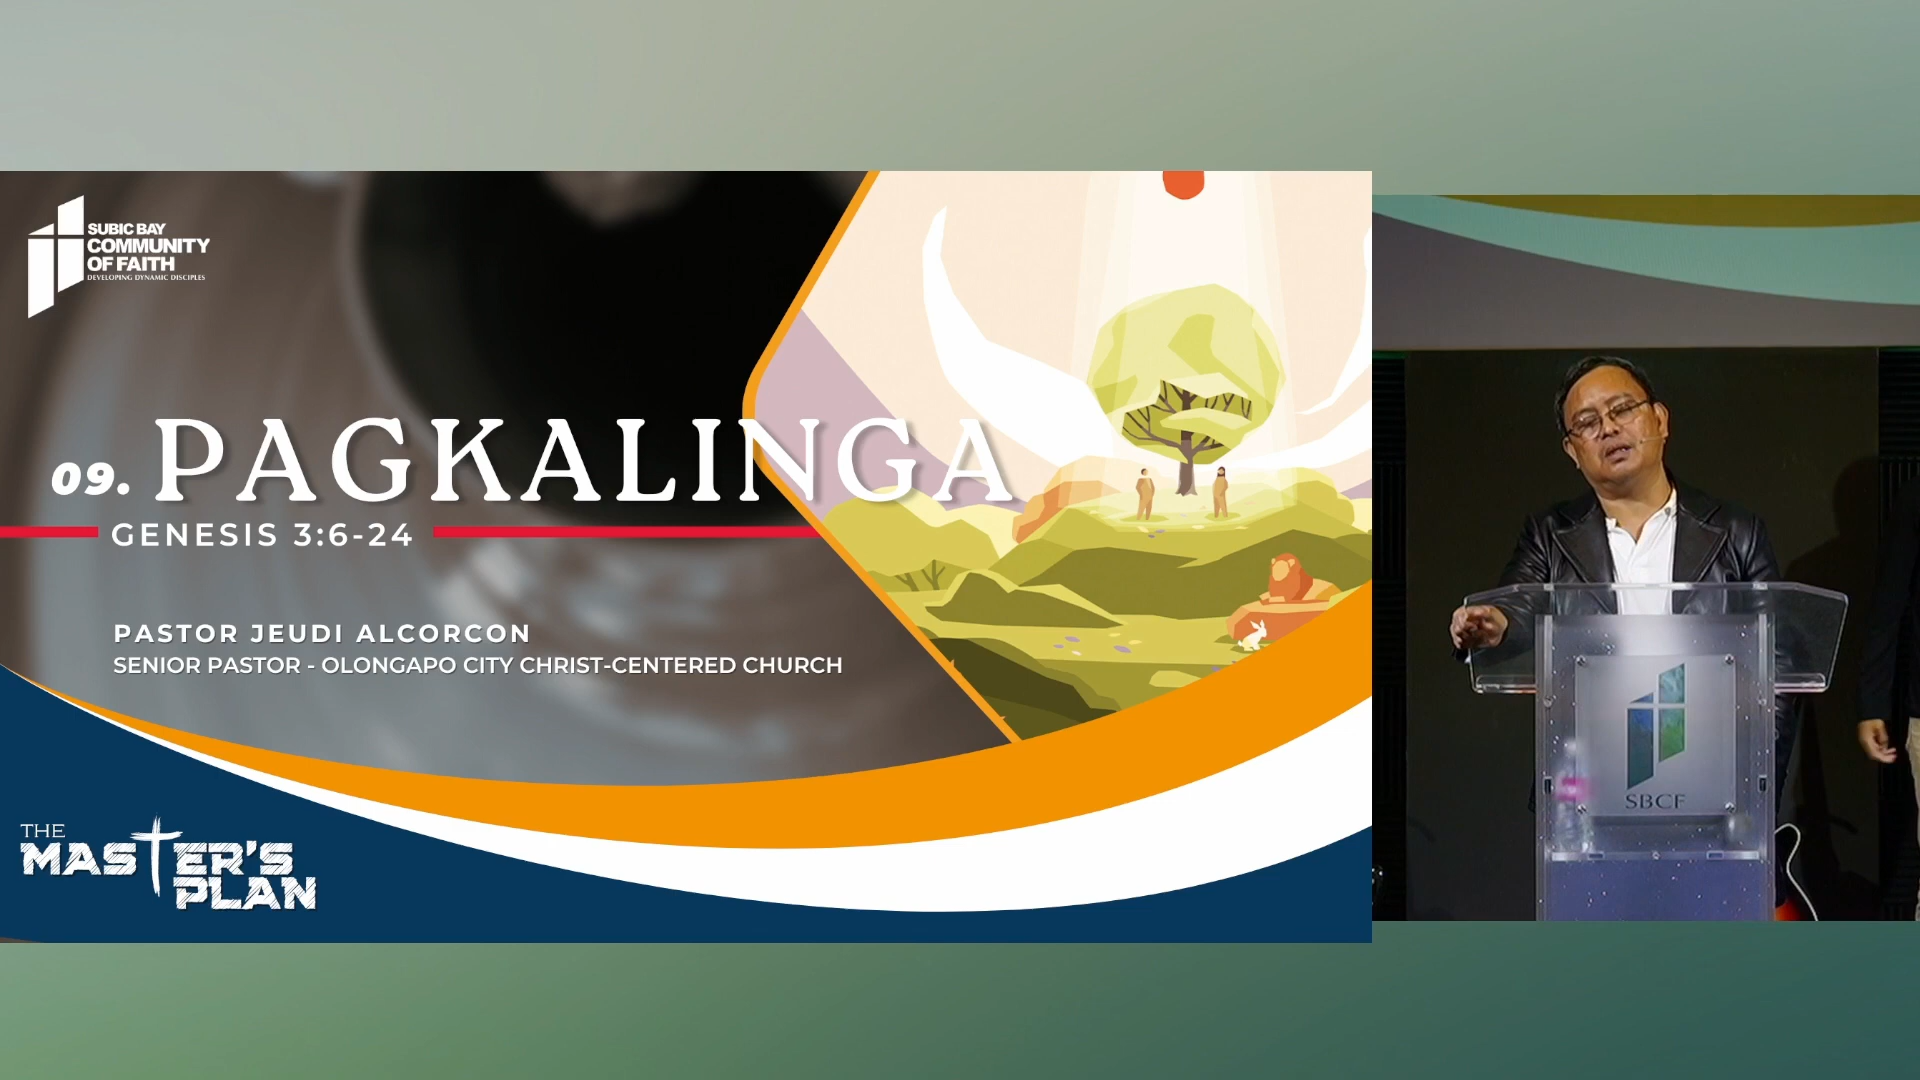 SUBIC BAY
COMMUNITY
OF FAITH
DEVELOPING DYNAMIC DISCIPLES
09. PAGKALINGA
GENESIS 3:6-24
PASTOR JEUDI ALCORCON
SENIOR PASTOR - OLONGAPO CITY CHRIST-CENTERED CHURCH
THE
MASTER'S
PLAN
SBCF